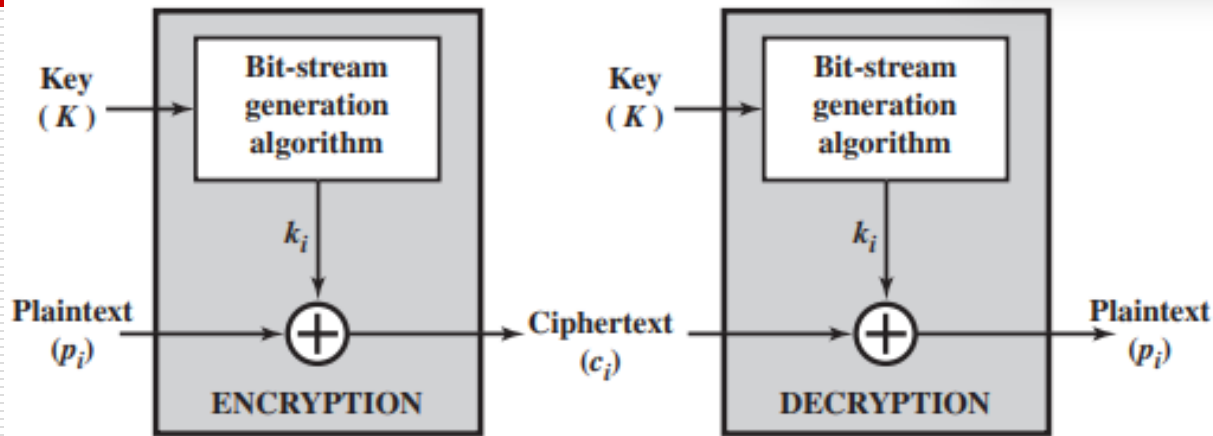 Key
( K )
Bit-stream
generation
algorithm
k_i
Plaintext
(p_i)
ENCRYPTION
Ciphertext
(c_i)
Key
( K )
Bit-stream
generation
algorithm
k_i
Plaintext
(p_i)
DECRYPTION